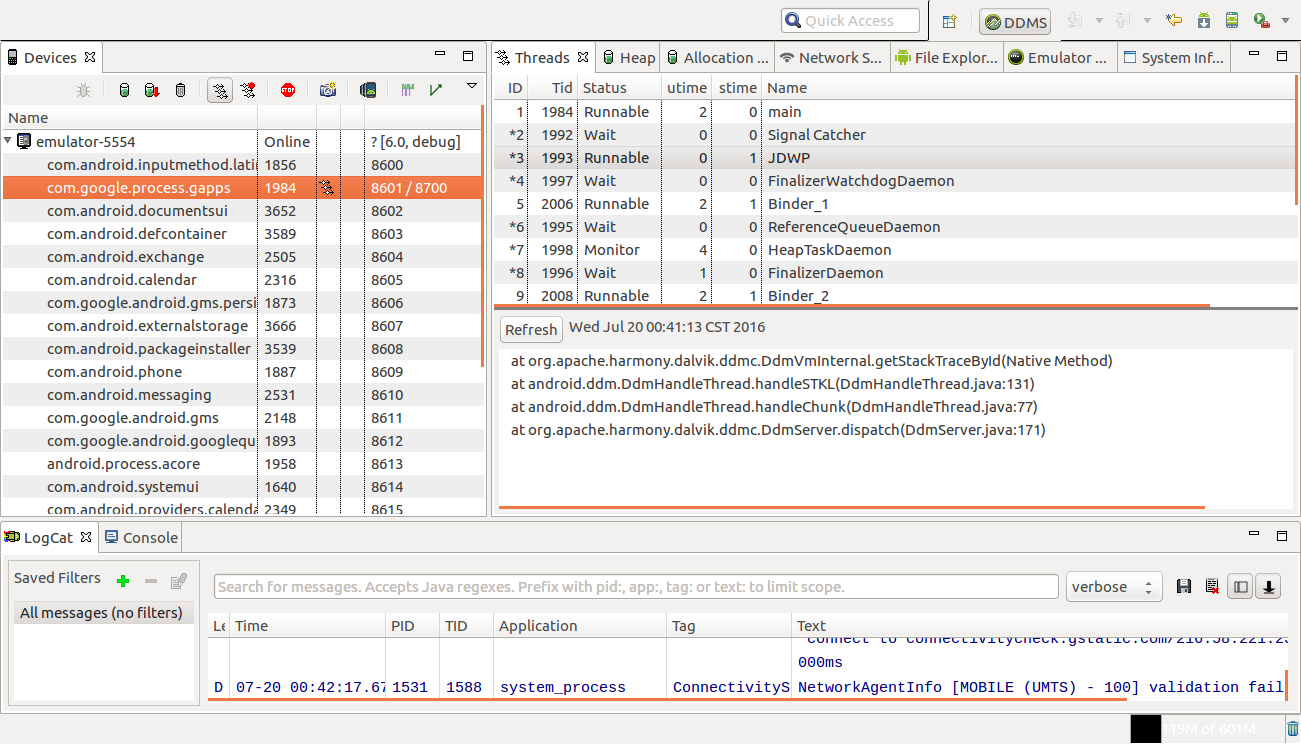 Quick Access
DDMS
Devices
Name
emulator-5554 Online ? [6.0, debug]
com.android.inputmethod.lati 1856 8600
com.google.process.gapps 1984 8601 / 8700
com.android.documentsui 3652 8602
com.android.defcontainer 3589 8603
com.android.exchange 2505 8604
com.android.calendar 2316 8605
com.google.android.gms.persi 1873 8606
com.android.externalstorage 3666 8607
com.android.packageinstaller 3539 8608
com.android.phone 1887 8609
com.android.messaging 2531 8610
com.google.android.gms 2148 8611
com.google.android.googlequ 1893 8612
android.process.acore 1958 8613
com.android.systemui 1640 8614
com.android.providers.calenda 2349 8615
Threads Heap Allocation ... Network S... File Explor... Emulator ... System Inf...
ID Tid Status utime stime Name
1 1984 Runnable 2 0 main
*2 1992 Wait 0 0 Signal Catcher
*3 1993 Runnable 0 1 JDWP
*4 1997 Wait 0 0 FinalizerWatchdogDaemon
5 2006 Runnable 2 1 Binder_1
*6 1995 Wait 0 0 ReferenceQueueDaemon
*7 1998 Monitor 4 0 HeapTaskDaemon
*8 1996 Wait 1 0 FinalizerDaemon
9 2008 Runnable 2 1 Binder_2
Refresh Wed Jul 20 00:41:13 CST 2016
at org.apache.harmony.dalvik.ddmc.DdmVmInternal.getStackTraceById(Native Method)
at android.ddm.DdmHandleThread.handleSTKL(DdmHandleThread.java:131)
at android.ddm.DdmHandleThread.handleChunk(DdmHandleThread.java:77)
at org.apache.harmony.dalvik.ddmc.DdmServer.dispatch(DdmServer.java:171)
LogCat Console
Saved Filters
All messages (no filters)
Search for messages. Accepts Java regexes. Prefix with pid:, app:, tag: or text: to limit scope.
verbose
Le Time PID TID Application Tag Text
connect to connectivitycheck.gstatic.com/216.58.221.23
000ms
D 07-20 00:42:17.67 1531 1588 system_process ConnectivityS NetworkAgentInfo [MOBILE (UMTS) - 100] validation fail
119M of 601M